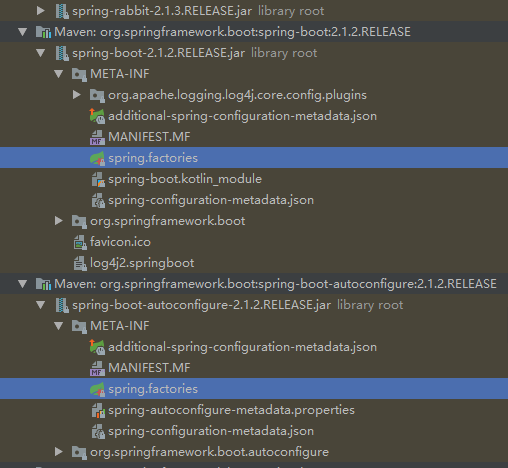 spring-rabbit-2.1.3.RELEASE.jar library root
Maven: org.springframework.boot:spring-boot:2.1.2.RELEASE
spring-boot-2.1.2.RELEASE.jar library root
META-INF
org.apache.logging.log4j.core.config.plugins
additional-spring-configuration-metadata.json
MANIFEST.MF
spring.factories
spring-boot.kotlin_module
spring-configuration-metadata.json
org.springframework.boot
favicon.ico
log4j2.springboot
Maven: org.springframework.boot:spring-boot-autoconfigure:2.1.2.RELEASE
spring-boot-autoconfigure-2.1.2.RELEASE.jar library root
META-INF
additional-spring-configuration-metadata.json
MANIFEST.MF
spring.factories
spring-autoconfigure-metadata.properties
spring-configuration-metadata.json
org.springframework.boot.autoconfigure